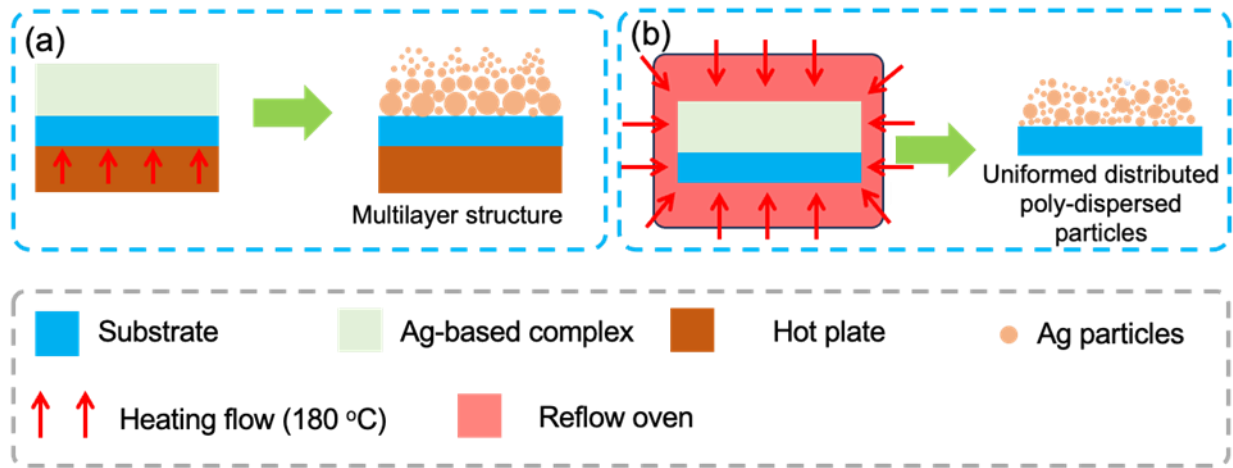 (a)
Multilayer structure
(b)
Uniformed distributed
poly-dispersed
particles
Substrate
Ag-based complex
Hot plate
Ag particles
Heating flow (180 ºC)
Reflow oven